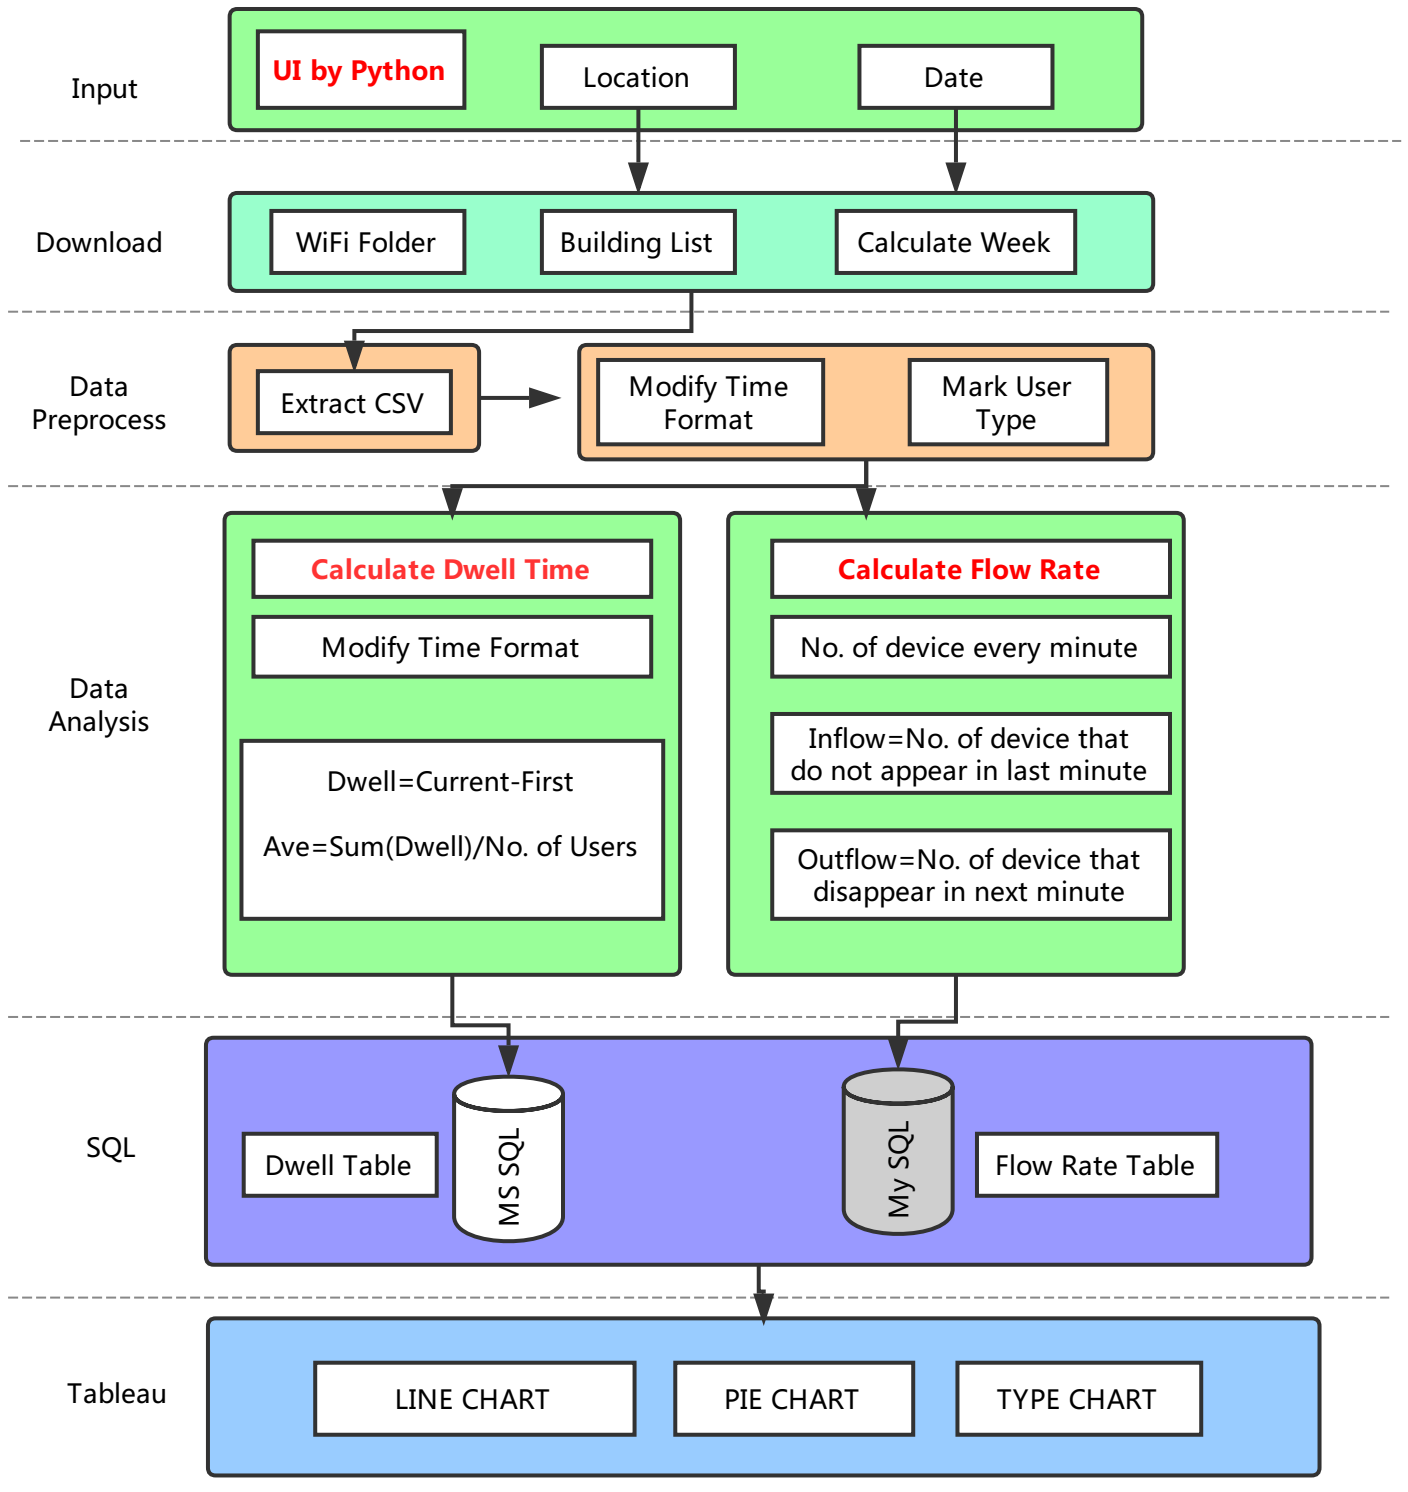 Input
UI by Python
Location
Date
Download
WiFi Folder
Building List
Calculate Week
Data
Preprocess
Extract CSV
Modify Time
Format
Mark User
Type
Data
Analysis
Calculate Dwell Time
Modify Time Format
Dwell=Current-First
Ave=Sum(Dwell)/No. of Users
Calculate Flow Rate
No. of device every minute
Inflow=No. of device that
do not appear in last minute
Outflow=No. of device that
disappear in next minute
SQL
Dwell Table
MS SQL
My SQL
Flow Rate Table
Tableau
LINE CHART
PIE CHART
TYPE CHART